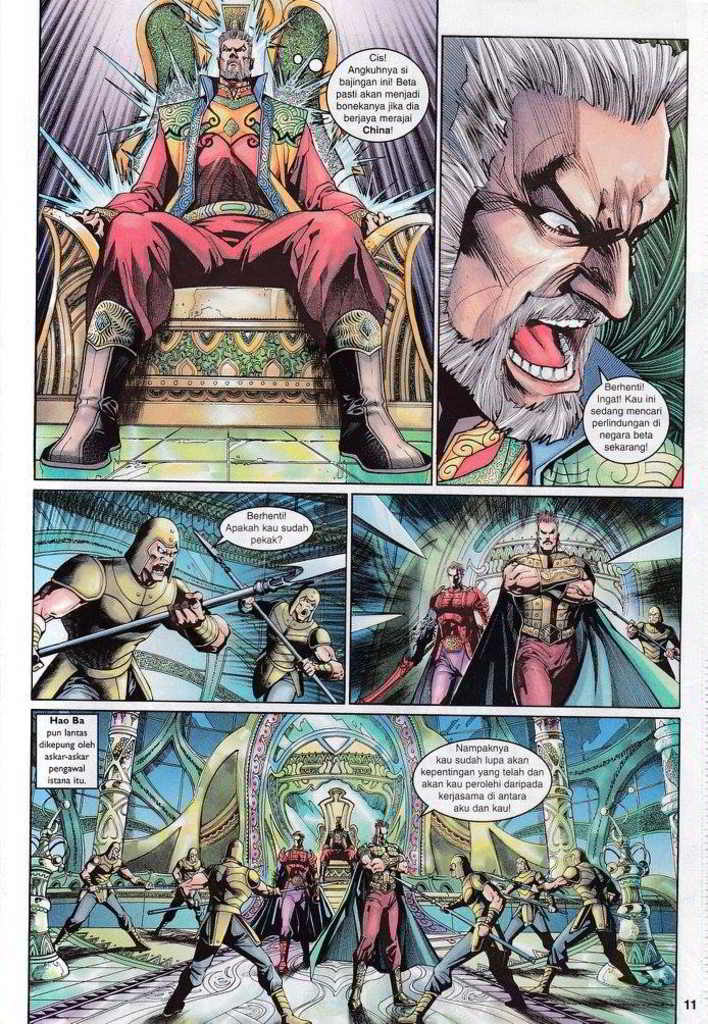 Cis!
Angkuhnya si
bajingan ini! Beta
pasti akan menjadi
bonekanya jika dia
berjaya merajai
China!
Berhenti!
Ingat! Kau ini
sedang mencari
perlindungan di
negara beta
sekarang!
Berhenti!
Apakah kau sudah
pekak?
Hao Ba
pun lantas
dikepung oleh
askar-askar
pengawal
istana itu.
Nampaknya
kau sudah lupa akan
kepentingan yang telah dan
akan kau perolehi daripada
kerjasama di antara
aku dan kau!
11